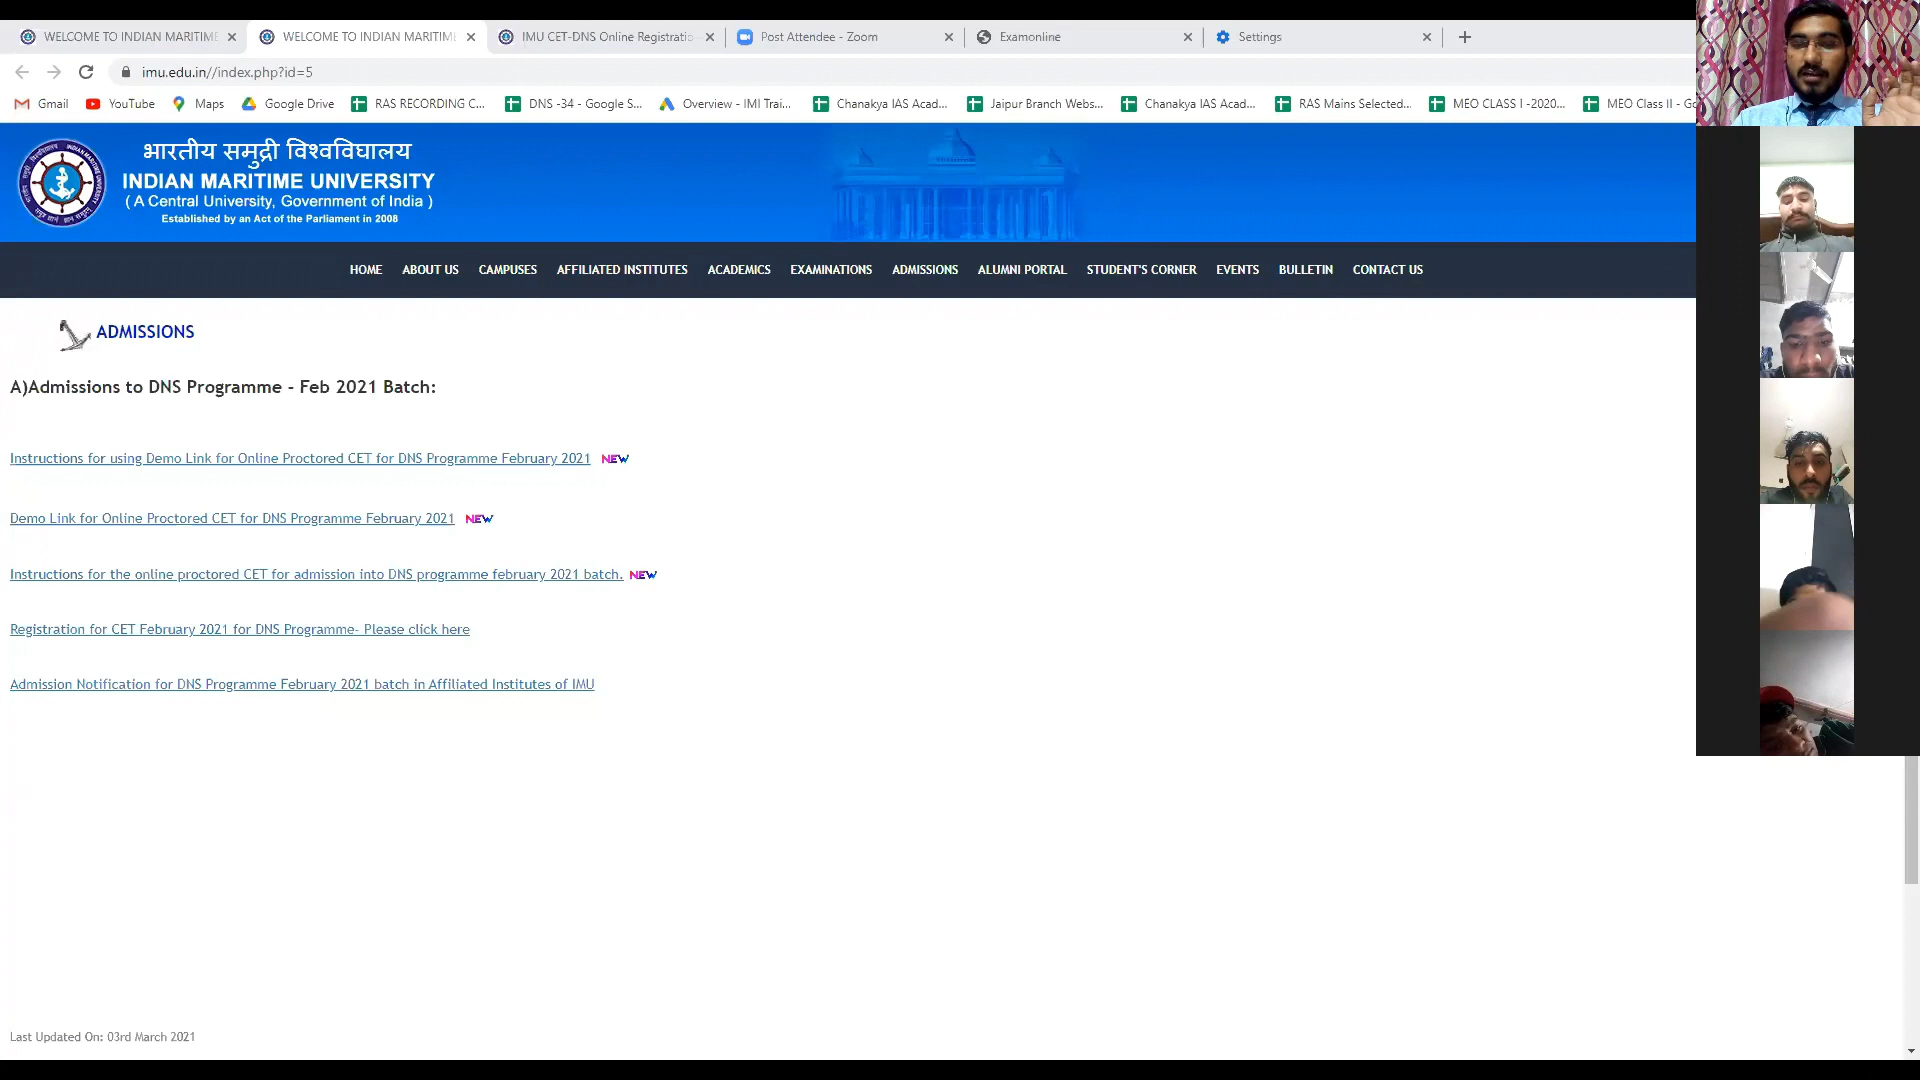 WELCOME TO INDIAN MARITIME
WELCOME TO INDIAN MARITIME
IMU CET-DNS Online Registratio
Post Attendee - Zoom
Examonline
Settings
imu.edu.in//index.php?id=5
Gmail
YouTube
Maps
Google Drive
RAS RECORDING C...
DNS -34 - Google S...
Overview - IMI Trai...
Chanakya IAS Acad...
Jaipur Branch Webs...
Chanakya IAS Acad...
RAS Mains Selected...
MEO CLASS I -2020...
MEO Class II - Go
भारतीय समुद्री विश्वविघालय
INDIAN MARITIME UNIVERSITY
( A Central University, Government of India )
Established by an Act of the Parliament in 2008
HOME
ABOUT US
CAMPUSES
AFFILIATED INSTITUTES
ACADEMICS
EXAMINATIONS
ADMISSIONS
ALUMNI PORTAL
STUDENT'S CORNER
EVENTS
BULLETIN
CONTACT US
ADMISSIONS
A)Admissions to DNS Programme - Feb 2021 Batch:
Instructions for using Demo Link for Online Proctored CET for DNS Programme February 2021 NEW
Demo Link for Online Proctored CET for DNS Programme February 2021 NEW
Instructions for the online proctored CET for admission into DNS programme february 2021 batch. NEW
Registration for CET February 2021 for DNS Programme- Please click here
Admission Notification for DNS Programme February 2021 batch in Affiliated Institutes of IMU
Last Updated On: 03rd March 2021